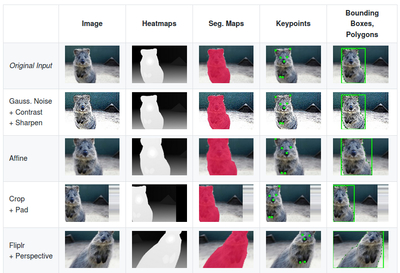 Image
Heatmaps
Seg. Maps
Keypoints
Bounding
Boxes,
Polygons
Original Input
Gauss. Noise
+ Contrast
+ Sharpen
Affine
Crop
+ Pad
Fliplr
+ Perspective